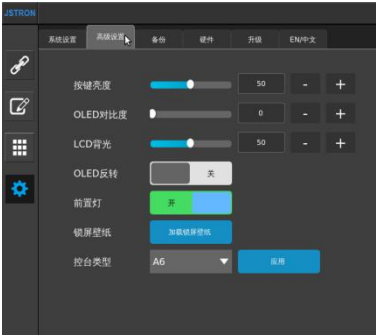 JSTRON
系统设置 高级设置 备份 硬件 升级 EN/中文
按键亮度 50 - +
OLED对比度 0 - +
LCD背光 50 - +
OLED反转 关
前置灯 开
锁屏壁纸 加载锁屏壁纸
控台类型 A6 应用